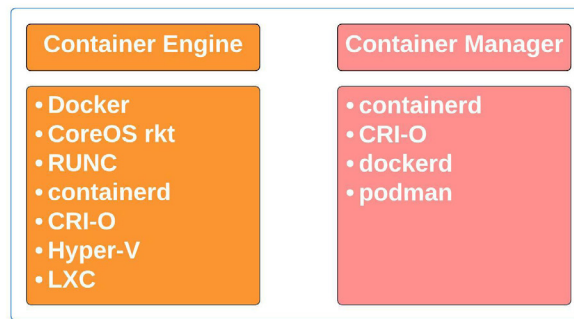 Container Engine
• Docker
• CoreOS rkt
• RUNC
• containerd
• CRI-O
• Hyper-V
• LXC
Container Manager
• containerd
• CRI-O
• dockerd
• podman